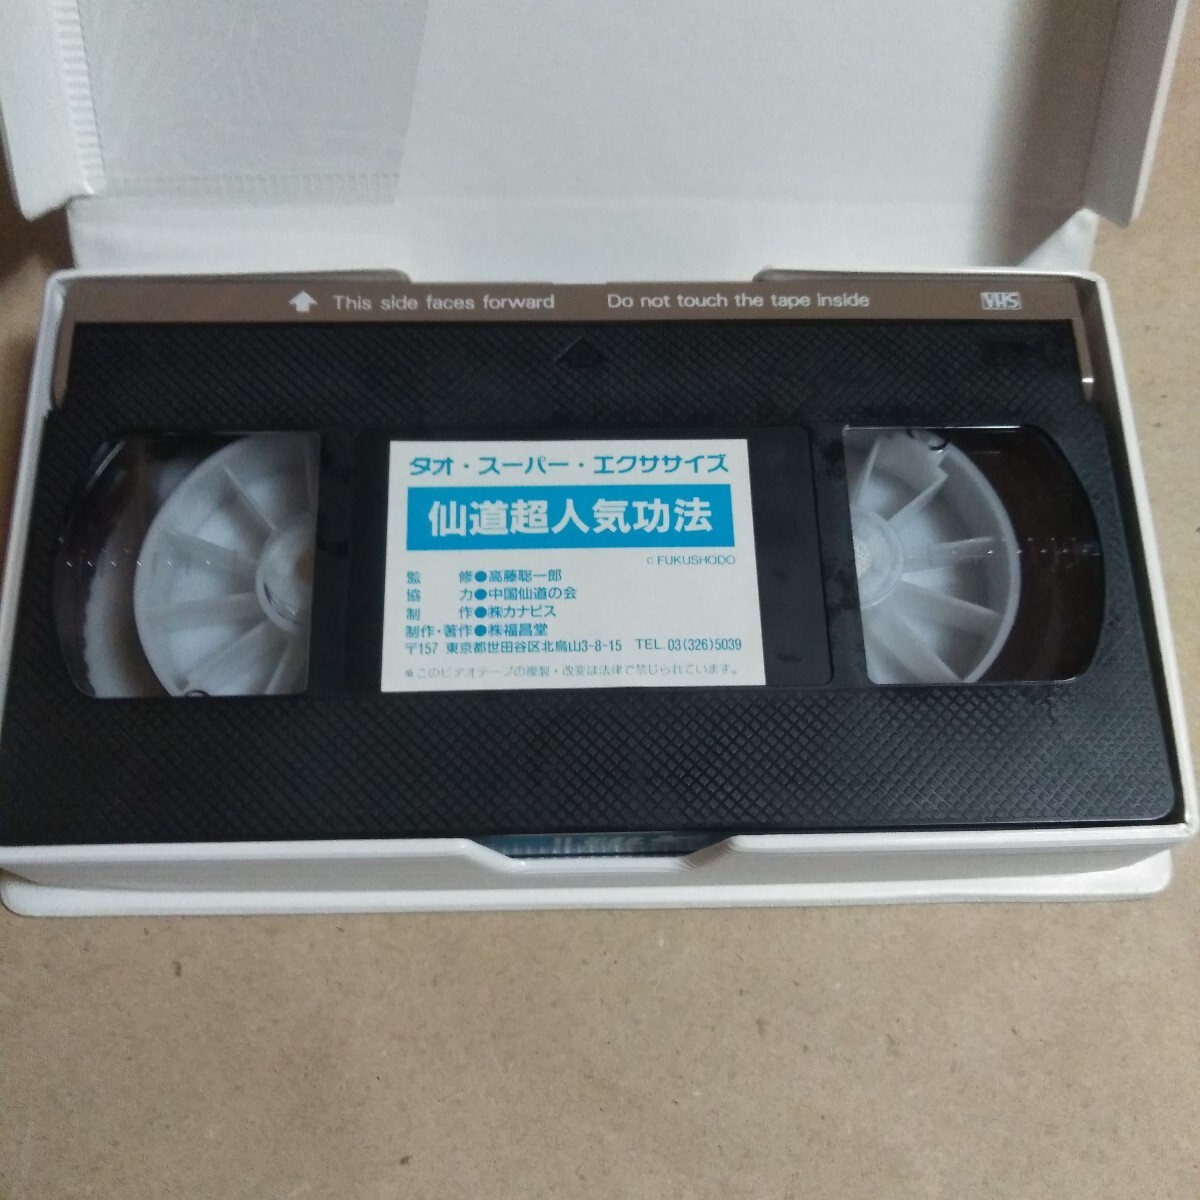 This side faces forward Do not touch the tape inside VHS
タオ・スーパー・エクササイズ
仙道超人気功法
© FUKUSHODO
監修●高藤聡一郎
協力●中国仙道の会
制作●㈱カナビス
制作・著作●㈱福昌堂
〒157 東京都世田谷区北烏山3-8-15 TEL.03(326)5039
※このビデオテープの複製・改変は法律で禁じられています。